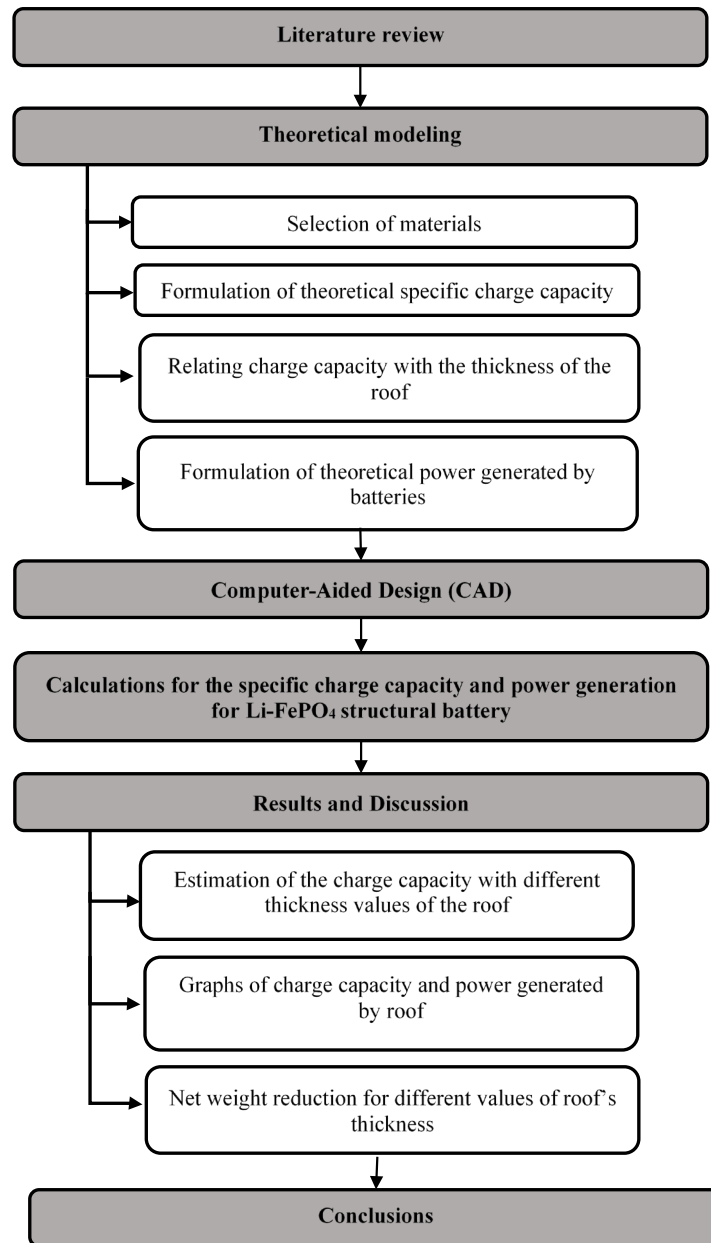 Literature review
Theoretical modeling
Selection of materials
Formulation of theoretical specific charge capacity
Relating charge capacity with the thickness of the
roof
Formulation of theoretical power generated by
batteries
Computer-Aided Design (CAD)
Calculations for the specific charge capacity and power generation
for Li-FePO₄ structural battery
Results and Discussion
Estimation of the charge capacity with different
thickness values of the roof
Graphs of charge capacity and power generated
by roof
Net weight reduction for different values of roof’s
thickness
Conclusions